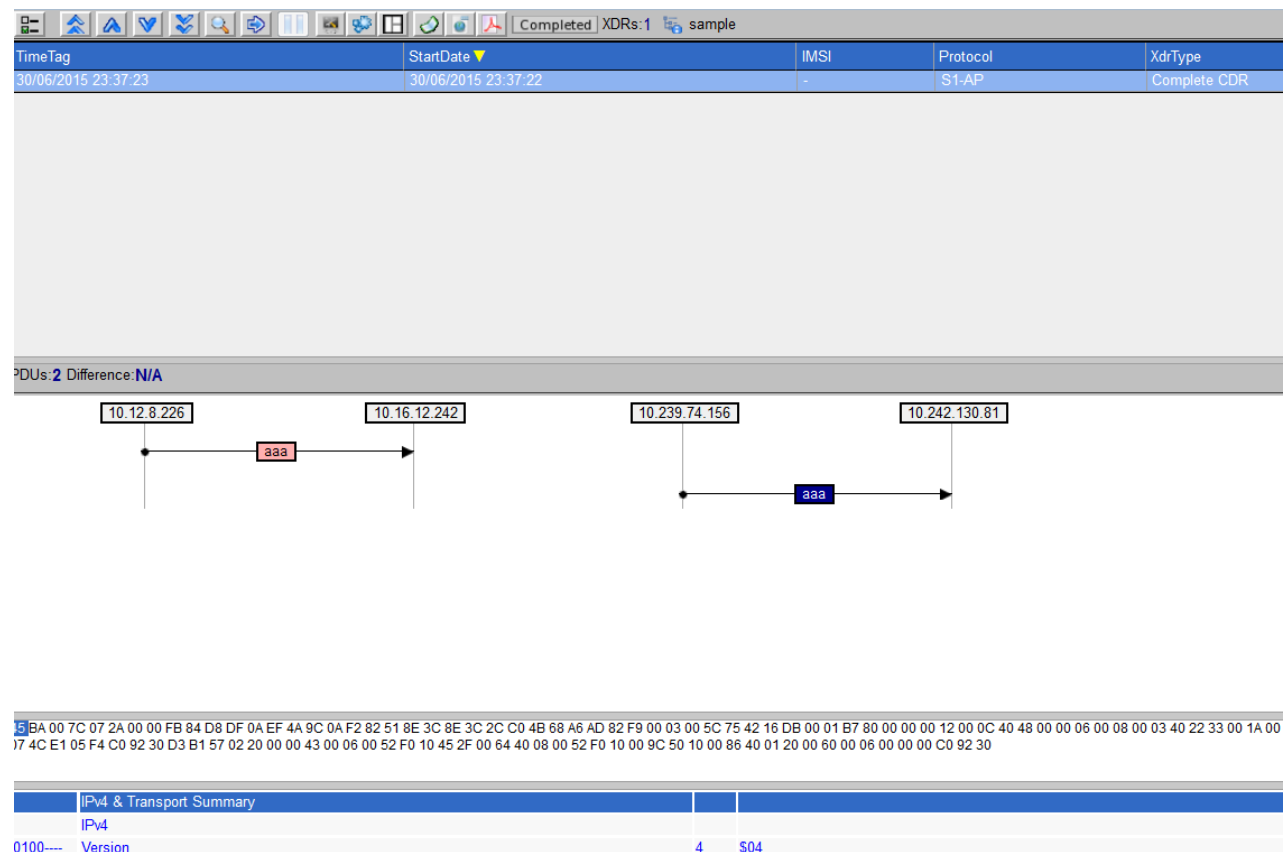 Completed XDRs:1 sample
TimeTag StartDate IMSI Protocol XdrType
30/06/2015 23:37:23 30/06/2015 23:37:22 - S1-AP Complete CDR
PDUs:2 Difference:N/A
10.12.8.226 10.16.12.242 10.239.74.156 10.242.130.81
aaa
aaa
45 BA 00 7C 07 2A 00 00 FB 84 D8 DF 0A EF 4A 9C 0A F2 82 51 8E 3C 8E 3C 2C C0 4B 68 A6 AD 82 F9 00 03 00 5C 75 42 16 DB 00 01 B7 80 00 00 00 12 00 0C 40 48 00 00 06 00 08 00 03 40 22 33 00 1A 00
07 4C E1 05 F4 C0 92 30 D3 B1 57 02 20 00 00 43 00 06 00 52 F0 10 45 2F 00 64 40 08 00 52 F0 10 00 9C 50 10 00 86 40 01 20 00 60 00 06 00 00 00 C0 92 30
IPv4 & Transport Summary
IPv4
0100---- Version 4 $04